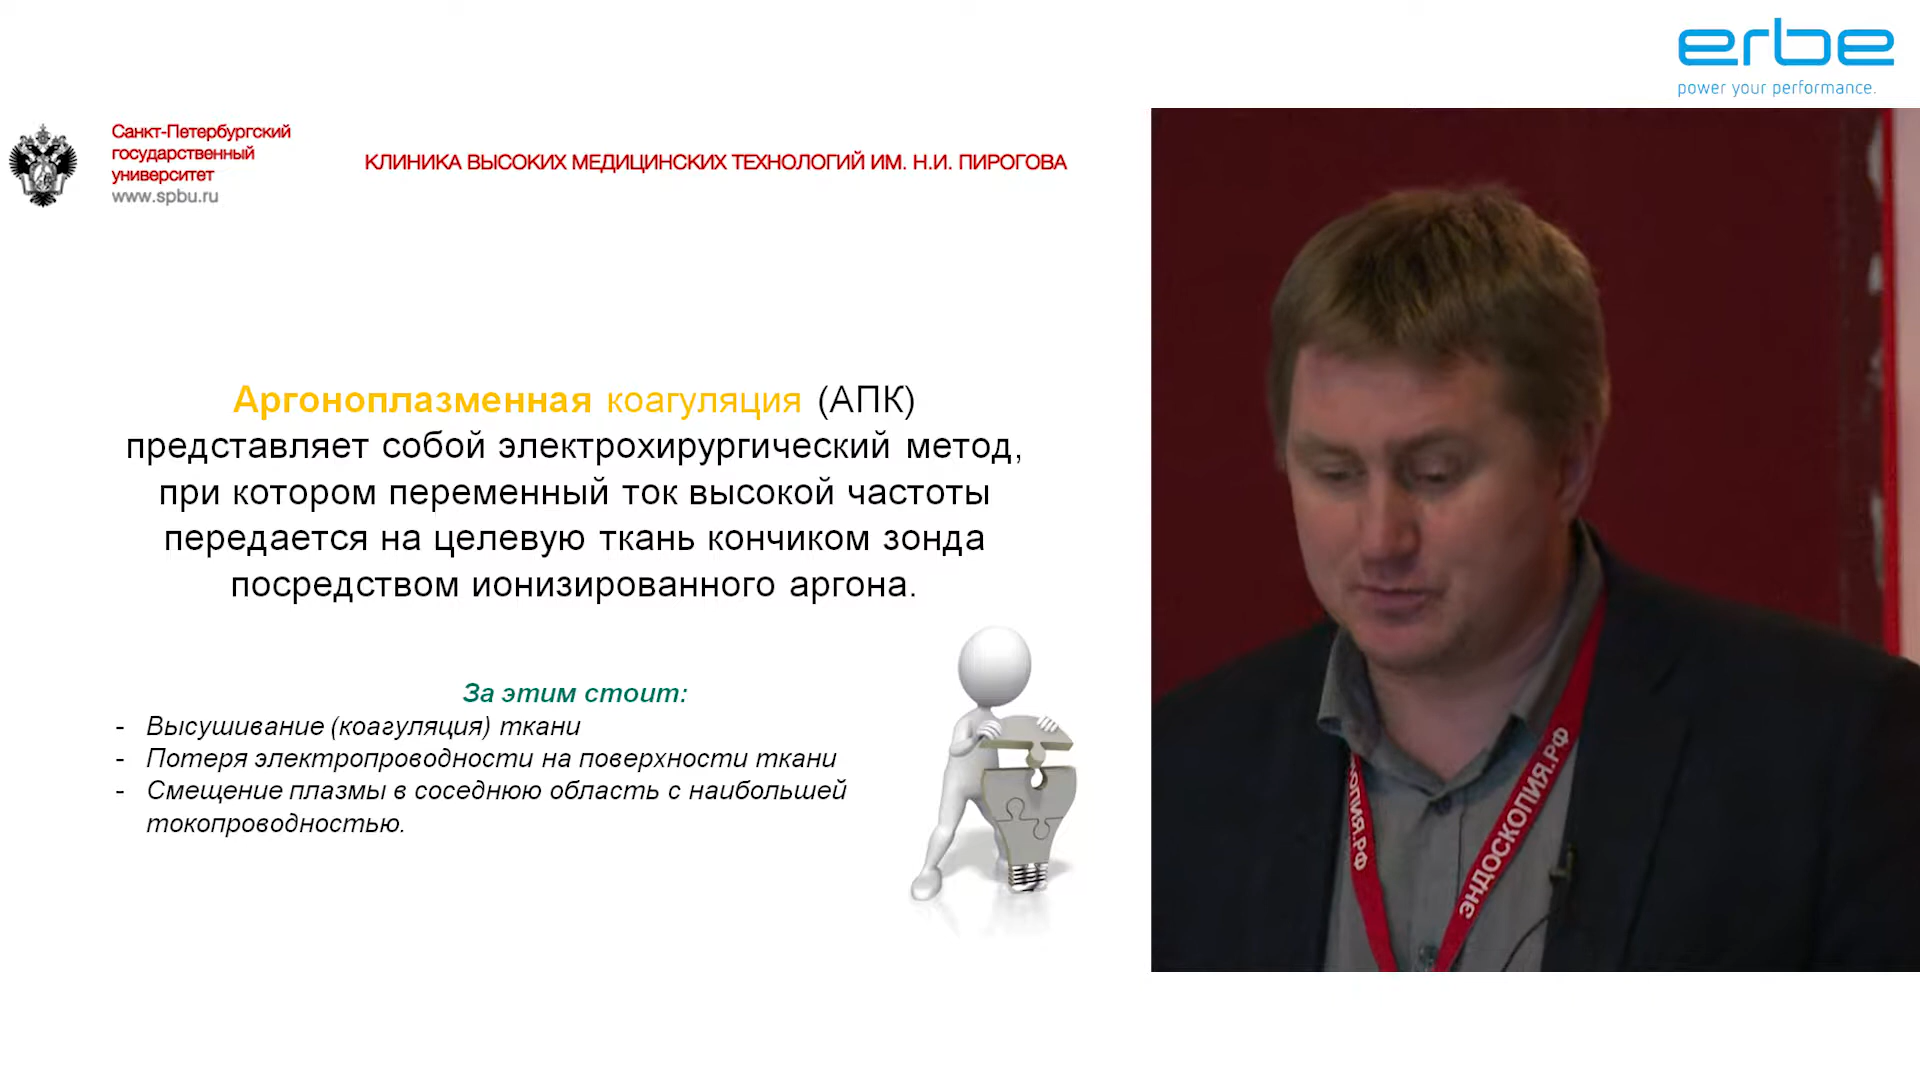 erbe
power your performance.
Санкт-Петербургский
государственный
университет
www.spbu.ru
КЛИНИКА ВЫСОКИХ МЕДИЦИНСКИХ ТЕХНОЛОГИЙ ИМ. Н.И. ПИРОГОВА
Аргоноплазменная коагуляция (АПК)
представляет собой электрохирургический метод,
при котором переменный ток высокой частоты
передается на целевую ткань кончиком зонда
посредством ионизированного аргона.
За этим стоит:
- Высушивание (коагуляция) ткани
- Потеря электропроводности на поверхности ткани
- Смещение плазмы в соседнюю область с наибольшей
токопроводностью.
ОПИЯ.РФ
ЭНДОСКОПИЯ.РФ